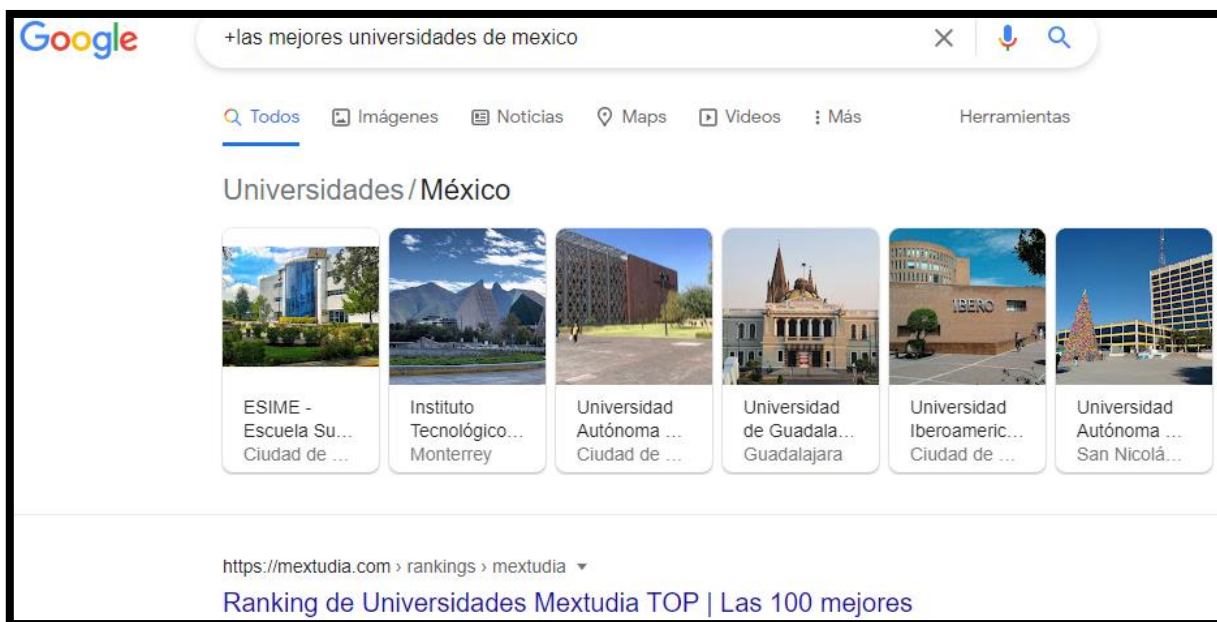 Google
+las mejores universidades de mexico
Todos Imágenes Noticias Maps Videos Más Herramientas
Universidades/México
ESIME -
Escuela Su...
Ciudad de ...
Instituto
Tecnológico...
Monterrey
Universidad
Autónoma ...
Ciudad de ...
Universidad
de Guadala...
Guadalajara
IBERO
Universidad
Iberoameric...
Ciudad de ...
Universidad
Autónoma ...
San Nicolá...
https://mextudia.com › rankings › mextudia
Ranking de Universidades Mextudia TOP | Las 100 mejores